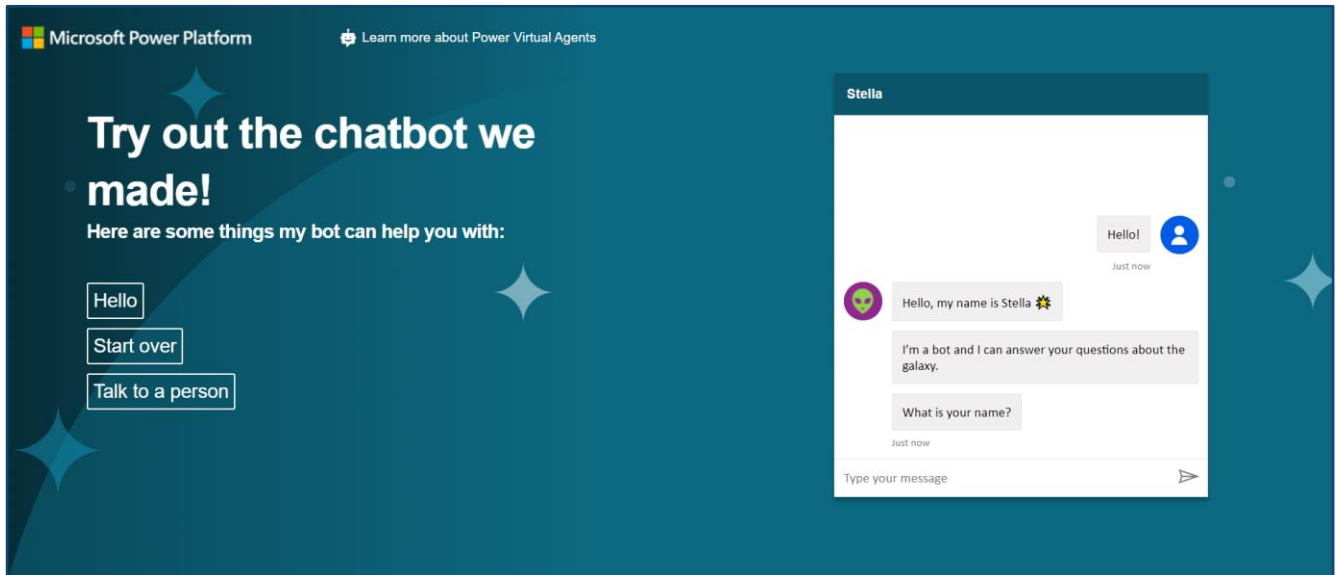 Microsoft Power Platform
Learn more about Power Virtual Agents
Try out the chatbot we
made!
Here are some things my bot can help you with:
Hello
Start over
Talk to a person
Stella
Hello!
Just now
Hello, my name is Stella
I'm a bot and I can answer your questions about the
galaxy.
What is your name?
Just now
Type your message